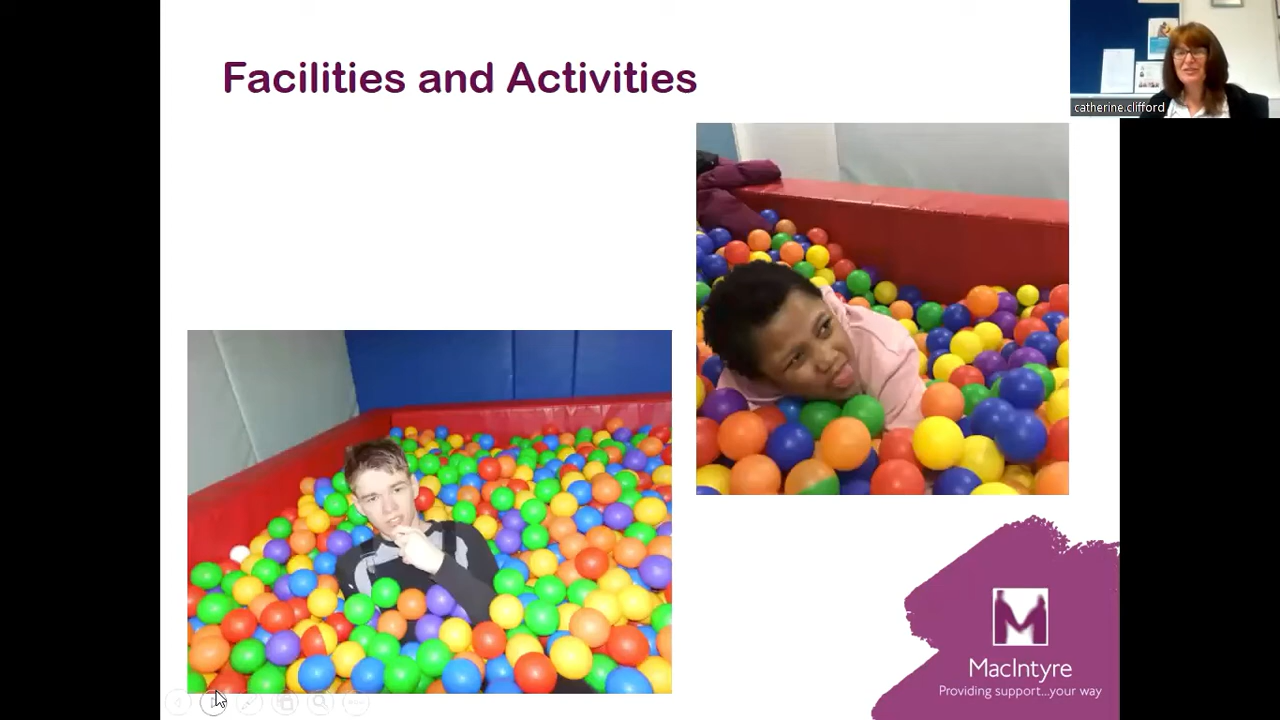 Facilities and Activities
catherine.clifford
MacIntyre
Providing support...your way